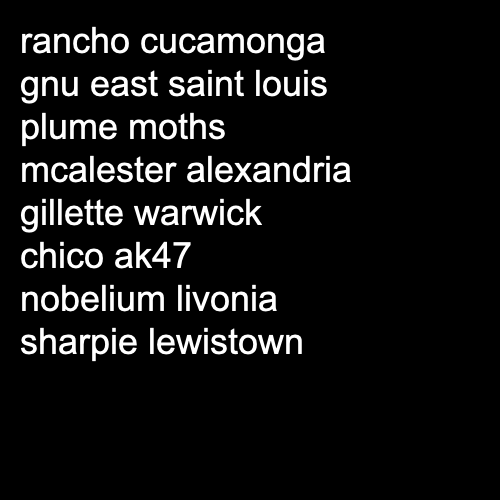 rancho cucamonga
gnu east saint louis
plume moths
mcalester alexandria
gillette warwick
chico ak47
nobelium livonia
sharpie lewistown